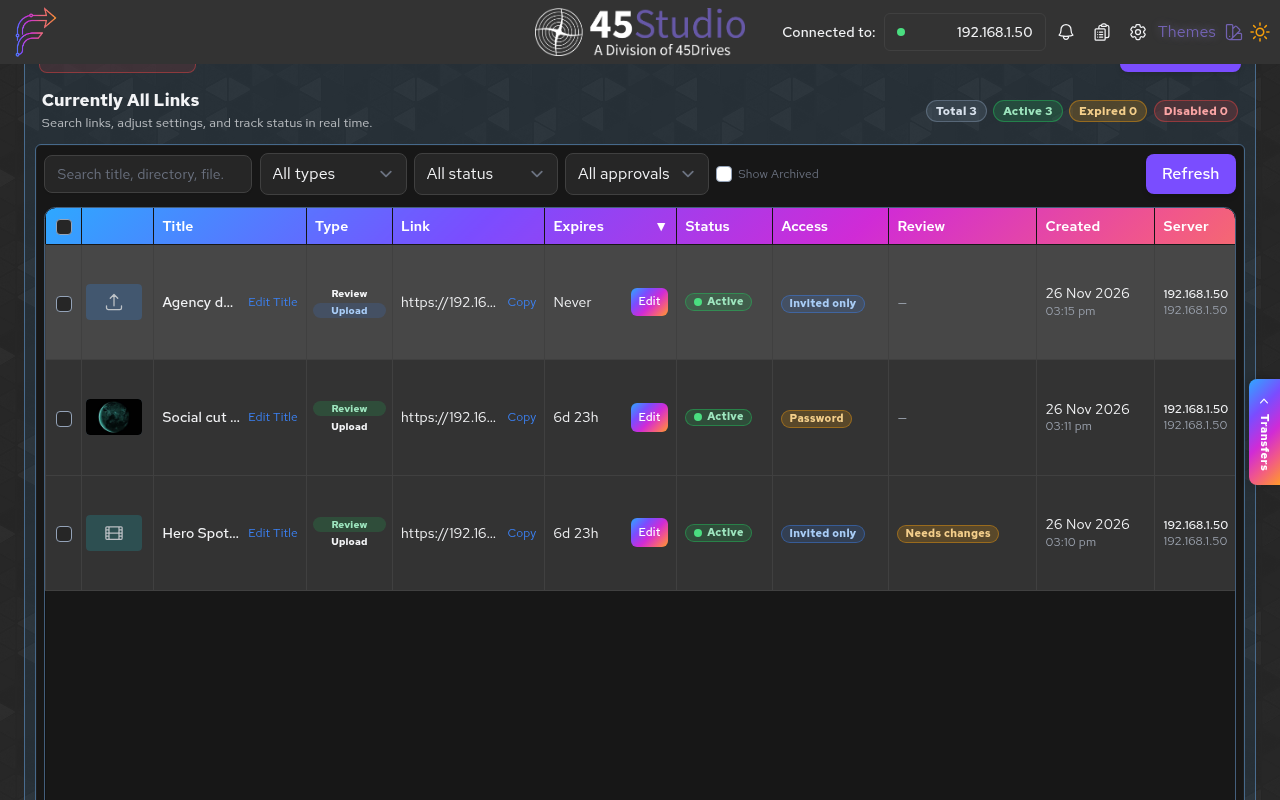 45Studio
A Division of 45Drives
Connected to:
192.168.1.50
Themes
Currently All Links
Search links, adjust settings, and track status in real time.
Total 3
Active 3
Expired 0
Disabled 0
Search title, directory, file.
All types
All status
All approvals
Show Archived
Refresh
Title
Type
Link
Expires ▼
Status
Access
Review
Created
Server
Agency d...
Edit Title
Review
Upload
https://192.16...
Copy
Never
Edit
Active
Invited only
—
26 Nov 2026
03:15 pm
192.168.1.50
192.168.1.50
Social cut ...
Edit Title
Review
Upload
https://192.16...
Copy
6d 23h
Edit
Active
Password
—
26 Nov 2026
03:11 pm
192.168.1.50
192.168.1.50
Hero Spot...
Edit Title
Review
Upload
https://192.16...
Copy
6d 23h
Edit
Active
Invited only
Needs changes
26 Nov 2026
03:10 pm
192.168.1.50
192.168.1.50
Transfers